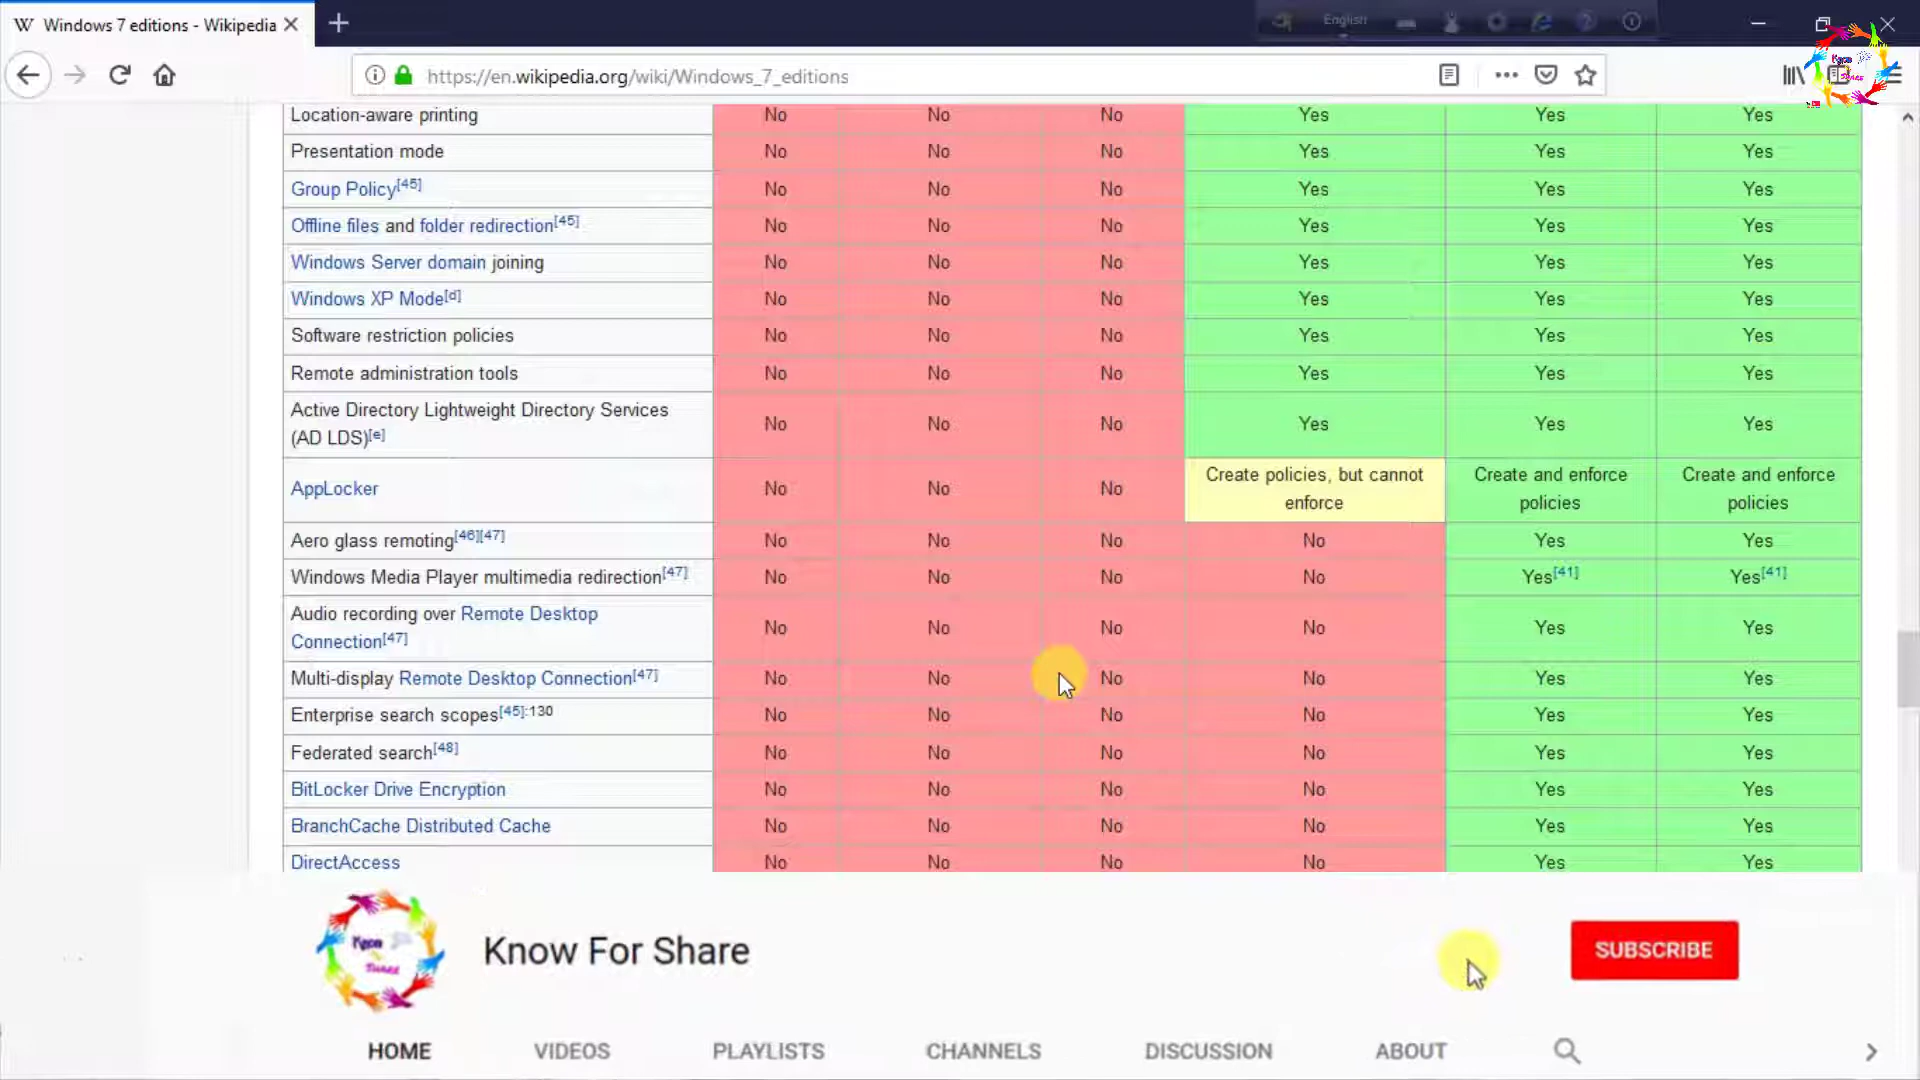 W Windows 7 editions - Wikipedia
English
https://en.wikipedia.org/wiki/Windows_7_editions
Location-aware printing No No No Yes Yes Yes
Presentation mode No No No Yes Yes Yes
Group Policy[45] No No No Yes Yes Yes
Offline files and folder redirection[45] No No No Yes Yes Yes
Windows Server domain joining No No No Yes Yes Yes
Windows XP Mode[d] No No No Yes Yes Yes
Software restriction policies No No No Yes Yes Yes
Remote administration tools No No No Yes Yes Yes
Active Directory Lightweight Directory Services
(AD LDS)[e] No No No Yes Yes Yes
AppLocker No No No Create policies, but cannot Create and enforce Create and enforce
enforce policies policies
Aero glass remoting[46][47] No No No No Yes Yes
Windows Media Player multimedia redirection[47] No No No No Yes[41] Yes[41]
Audio recording over Remote Desktop
Connection[47] No No No No Yes Yes
Multi-display Remote Desktop Connection[47] No No No No Yes Yes
Enterprise search scopes[45]:130 No No No No Yes Yes
Federated search[48] No No No No Yes Yes
BitLocker Drive Encryption No No No No Yes Yes
BranchCache Distributed Cache No No No No Yes Yes
DirectAccess No No No No Yes Yes
Know For Share
SUBSCRIBE
HOME VIDEOS PLAYLISTS CHANNELS DISCUSSION ABOUT